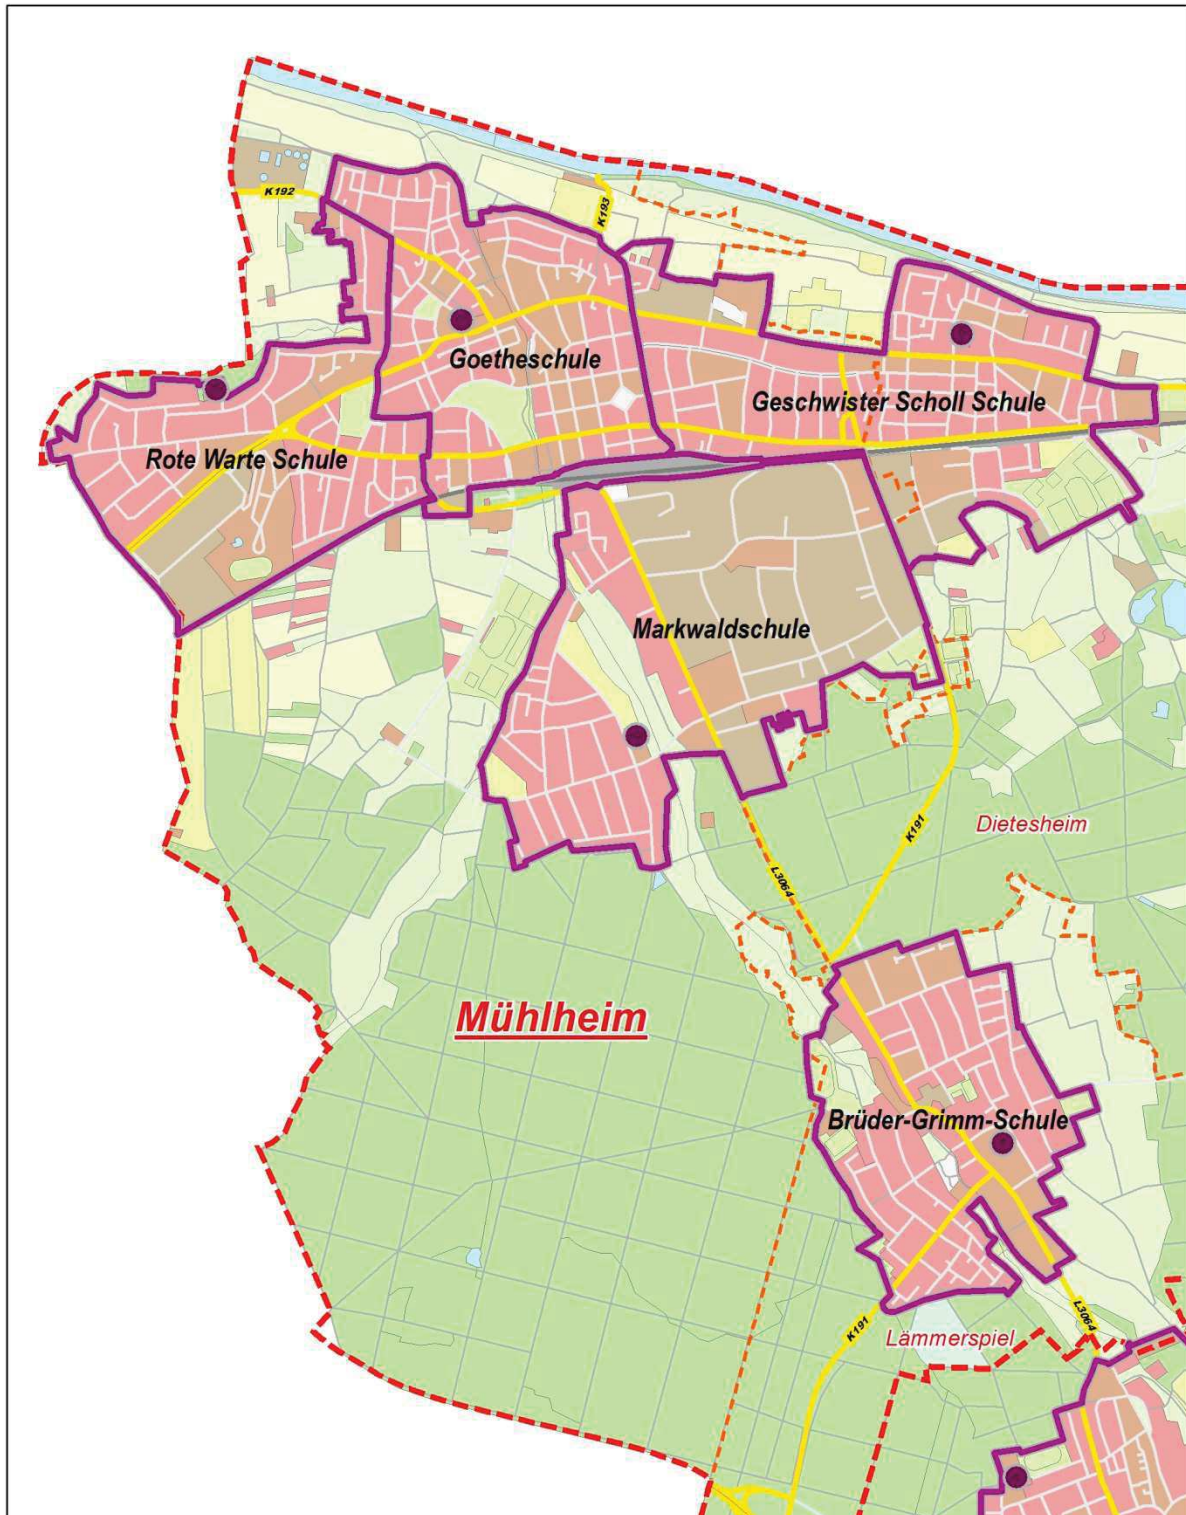 K192
K193
Goetheschule
Geschwister Scholl Schule
Rote Warte Schule
Markwaldschule
Dietesheim
K191
L3064
Mühlheim
Brüder-Grimm-Schule
K191
L3064
Lämmerspiel